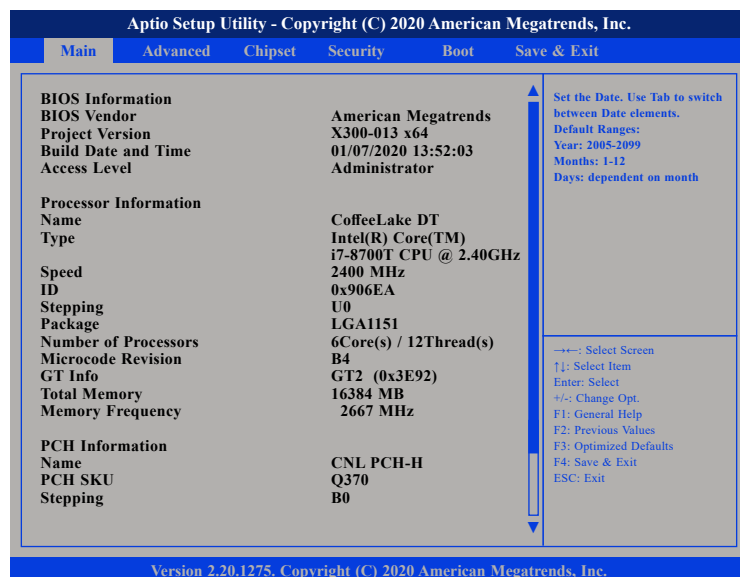 Aptio Setup Utility - Copyright (C) 2020 American Megatrends, Inc.
Main Advanced Chipset Security Boot Save & Exit
BIOS Information
BIOS Vendor American Megatrends
Project Version X300-013 x64
Build Date and Time 01/07/2020 13:52:03
Access Level Administrator
Processor Information
Name CoffeeLake DT
Type Intel(R) Core(TM)
i7-8700T CPU @ 2.40GHz
Speed 2400 MHz
ID 0x906EA
Stepping U0
Package LGA1151
Number of Processors 6Core(s) / 12Thread(s)
Microcode Revision B4
GT Info GT2 (0x3E92)
Total Memory 16384 MB
Memory Frequency 2667 MHz
PCH Information
Name CNL PCH-H
PCH SKU Q370
Stepping B0
Set the Date. Use Tab to switch
between Date elements.
Default Ranges:
Year: 2005-2099
Months: 1-12
Days: dependent on month
→←: Select Screen
↑↓: Select Item
Enter: Select
+/-: Change Opt.
F1: General Help
F2: Previous Values
F3: Optimized Defaults
F4: Save & Exit
ESC: Exit
Version 2.20.1275. Copyright (C) 2020 American Megatrends, Inc.